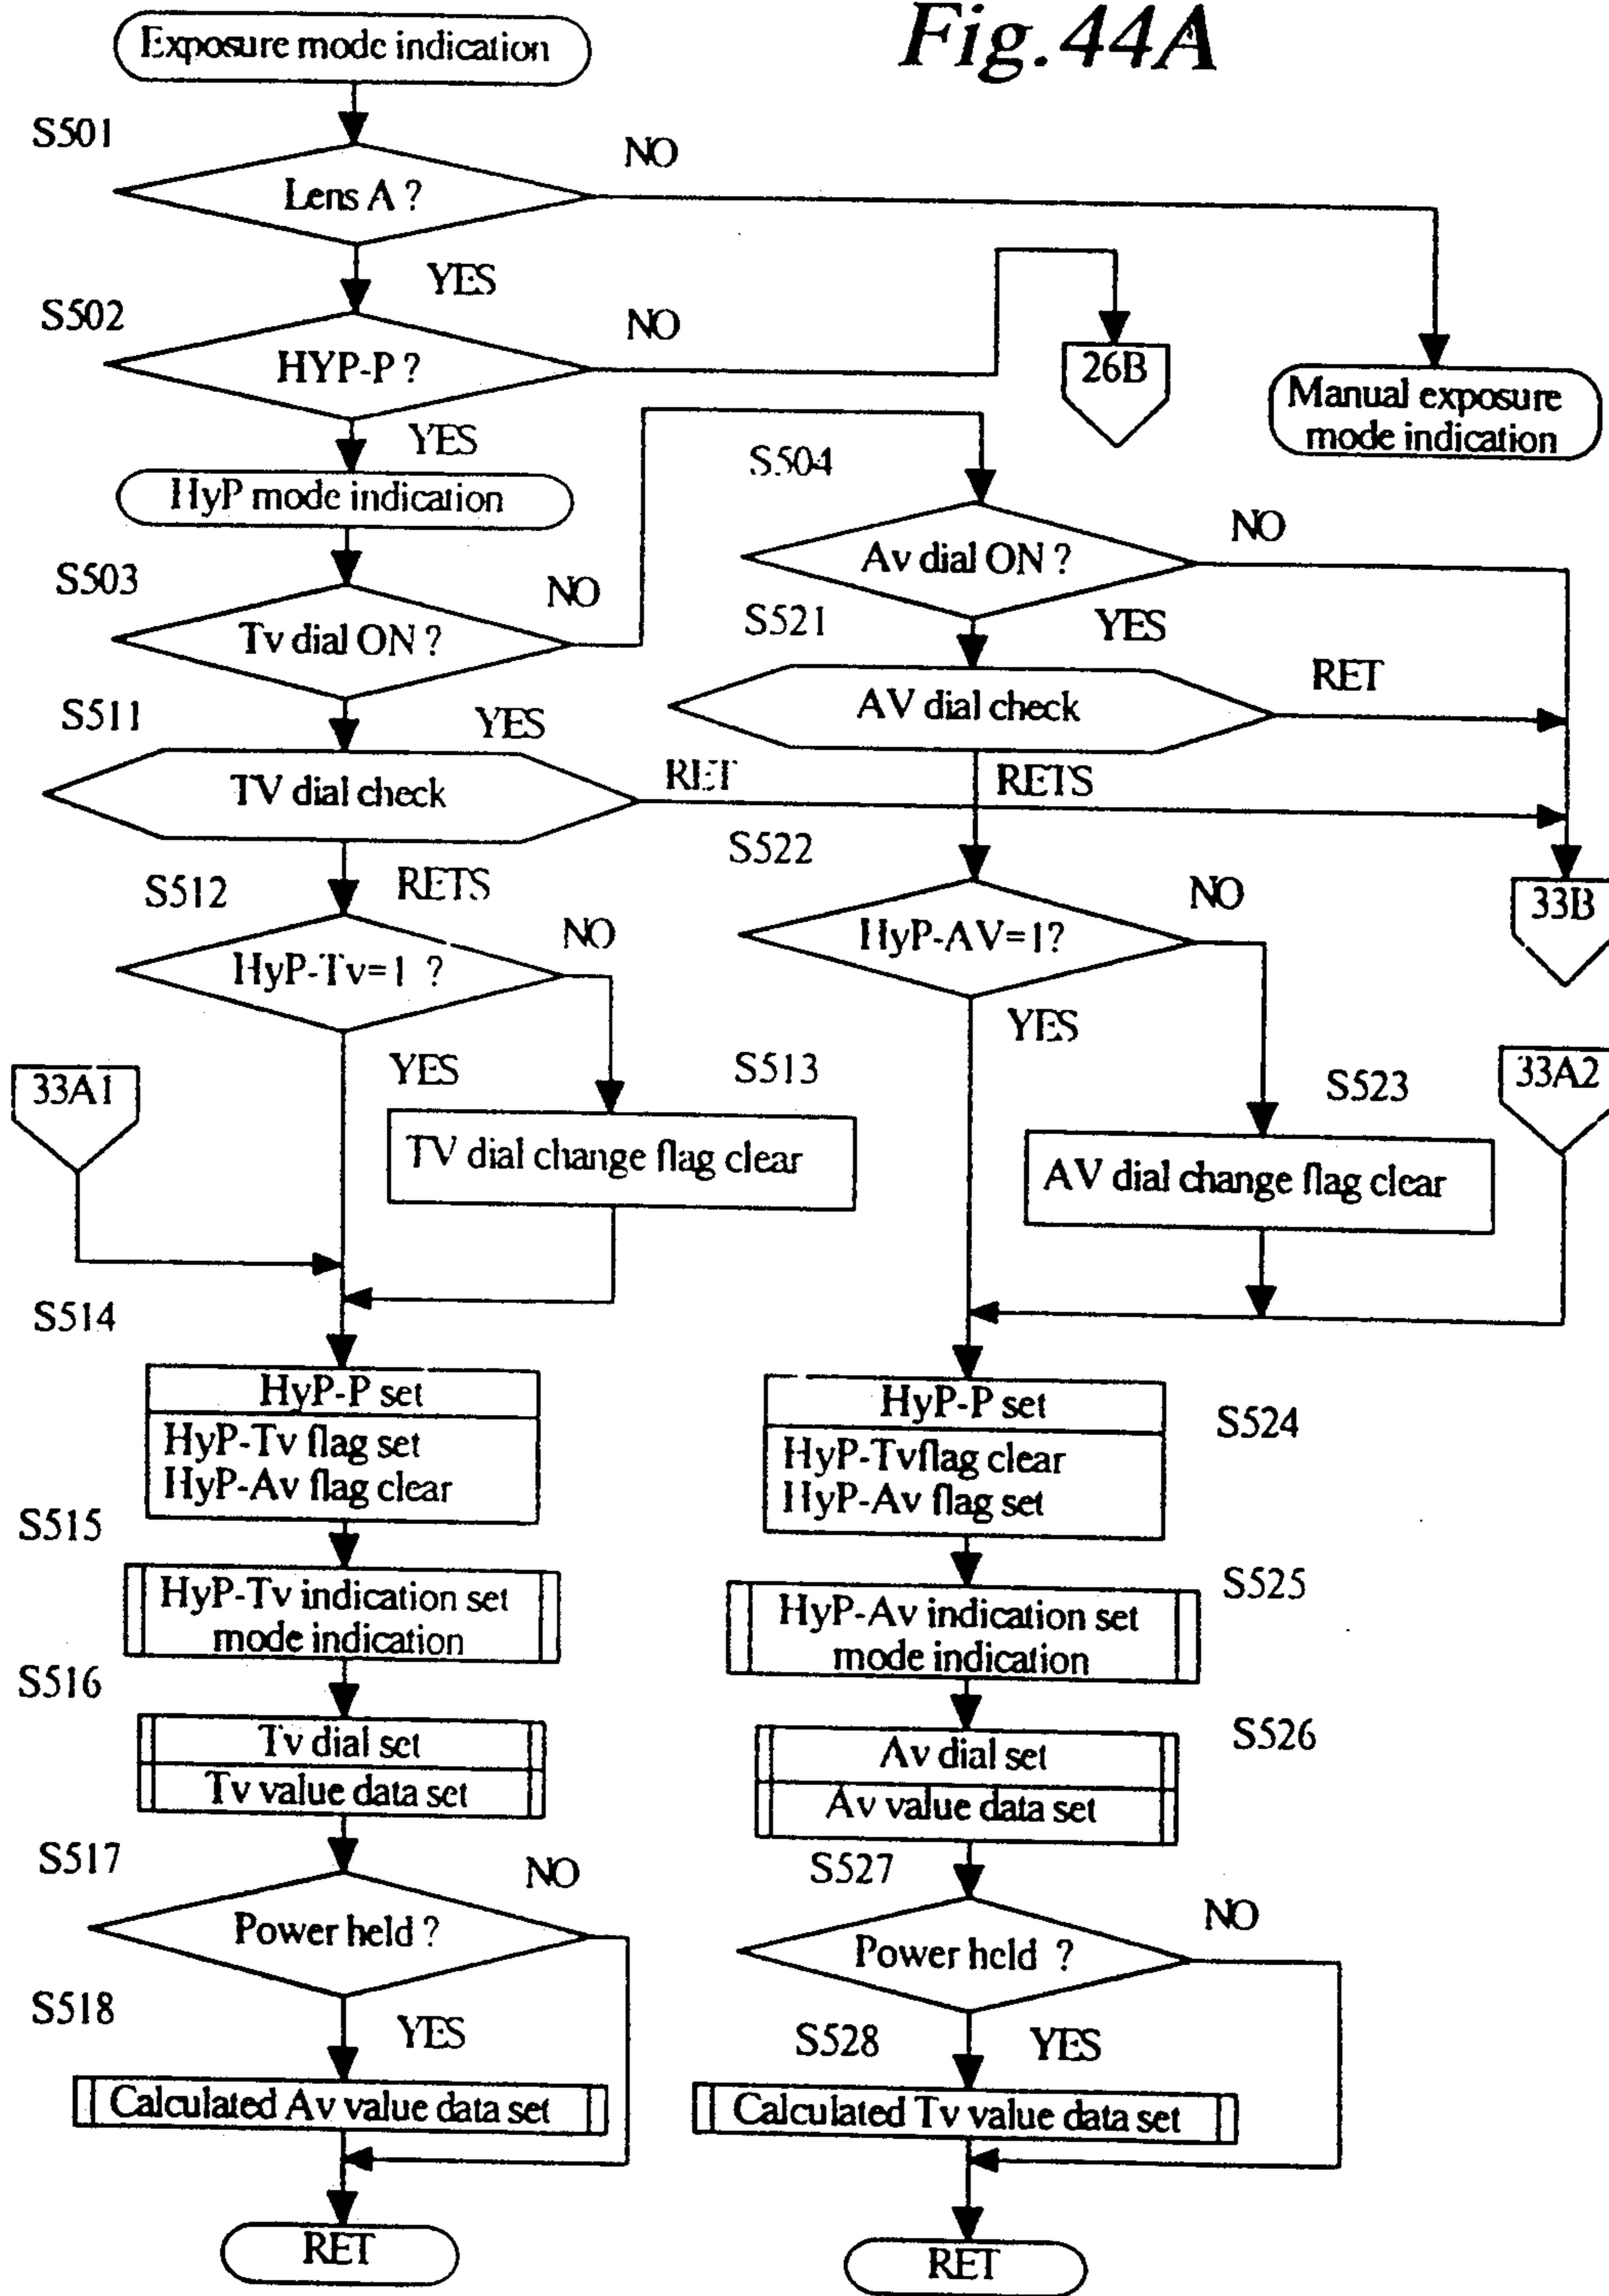 Fig.44A
Exposure mode indication
S501
Lens A ?
NO
YES
S502
HYP-P ?
NO
26B
Manual exposure
mode indication
YES
HyP mode indication
S503
Tv dial ON ?
NO
S504
Av dial ON ?
NO
YES
S511
TV dial check
RET
S521
YES
AV dial check
RET
RETS
33B
S512
RETS
HyP-Tv=1 ?
NO
YES
S513
TV dial change flag clear
33A1
S522
HyP-AV=1?
NO
YES
S523
AV dial change flag clear
33A2
S514
HyP-P set
HyP-Tv flag set
HyP-Av flag clear
S515
HyP-Tv indication set
mode indication
S516
Tv dial set
Tv value data set
S517
Power held ?
NO
YES
S518
Calculated Av value data set
RET
HyP-P set
S524
HyP-Tvflag clear
HyP-Av flag set
S525
HyP-Av indication set
mode indication
S526
Av dial set
Av value data set
S527
Power held ?
NO
S528
YES
Calculated Tv value data set
RET